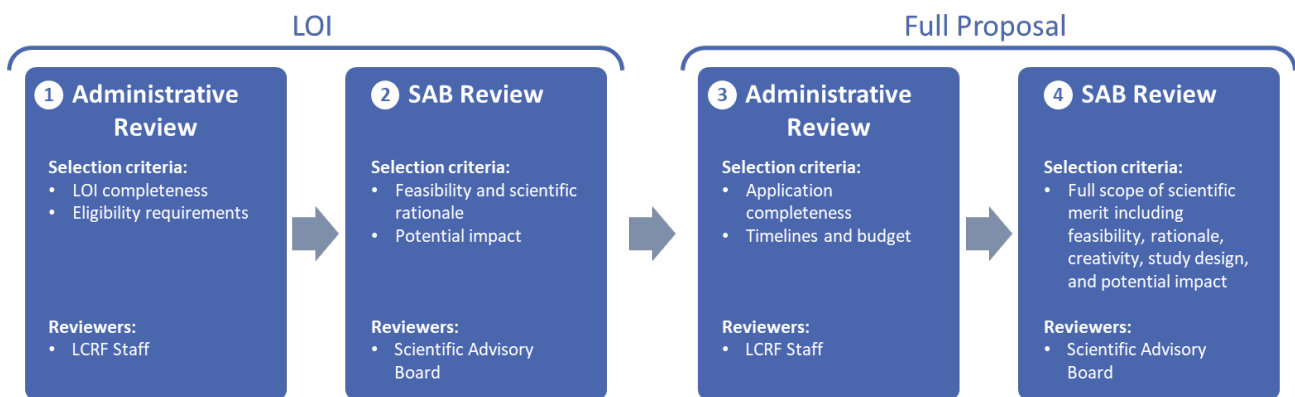 LOI
Full Proposal
1 Administrative
Review
Selection criteria:
• LOI completeness
• Eligibility requirements
Reviewers:
• LCRF Staff
2 SAB Review
Selection criteria:
• Feasibility and scientific
rationale
• Potential impact
Reviewers:
• Scientific Advisory
Board
3 Administrative
Review
Selection criteria:
• Application
completeness
• Timelines and budget
Reviewers:
• LCRF Staff
4 SAB Review
Selection criteria:
• Full scope of scientific
merit including
feasibility, rationale,
creativity, study design,
and potential impact
Reviewers:
• Scientific Advisory
Board